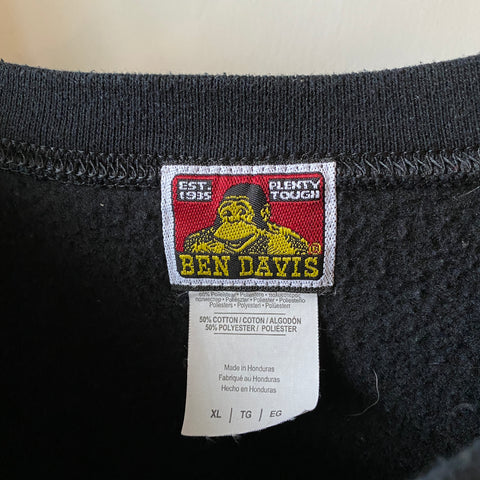 EST. 1935
PLENTY TOUGH
BEN DAVIS
®
50% COTTON / COTON / ALGODÓN
50% POLYESTER / POLIÉSTER
Made in Honduras
Fabriqué au Honduras
Hecho en Honduras
XL / TG / EG